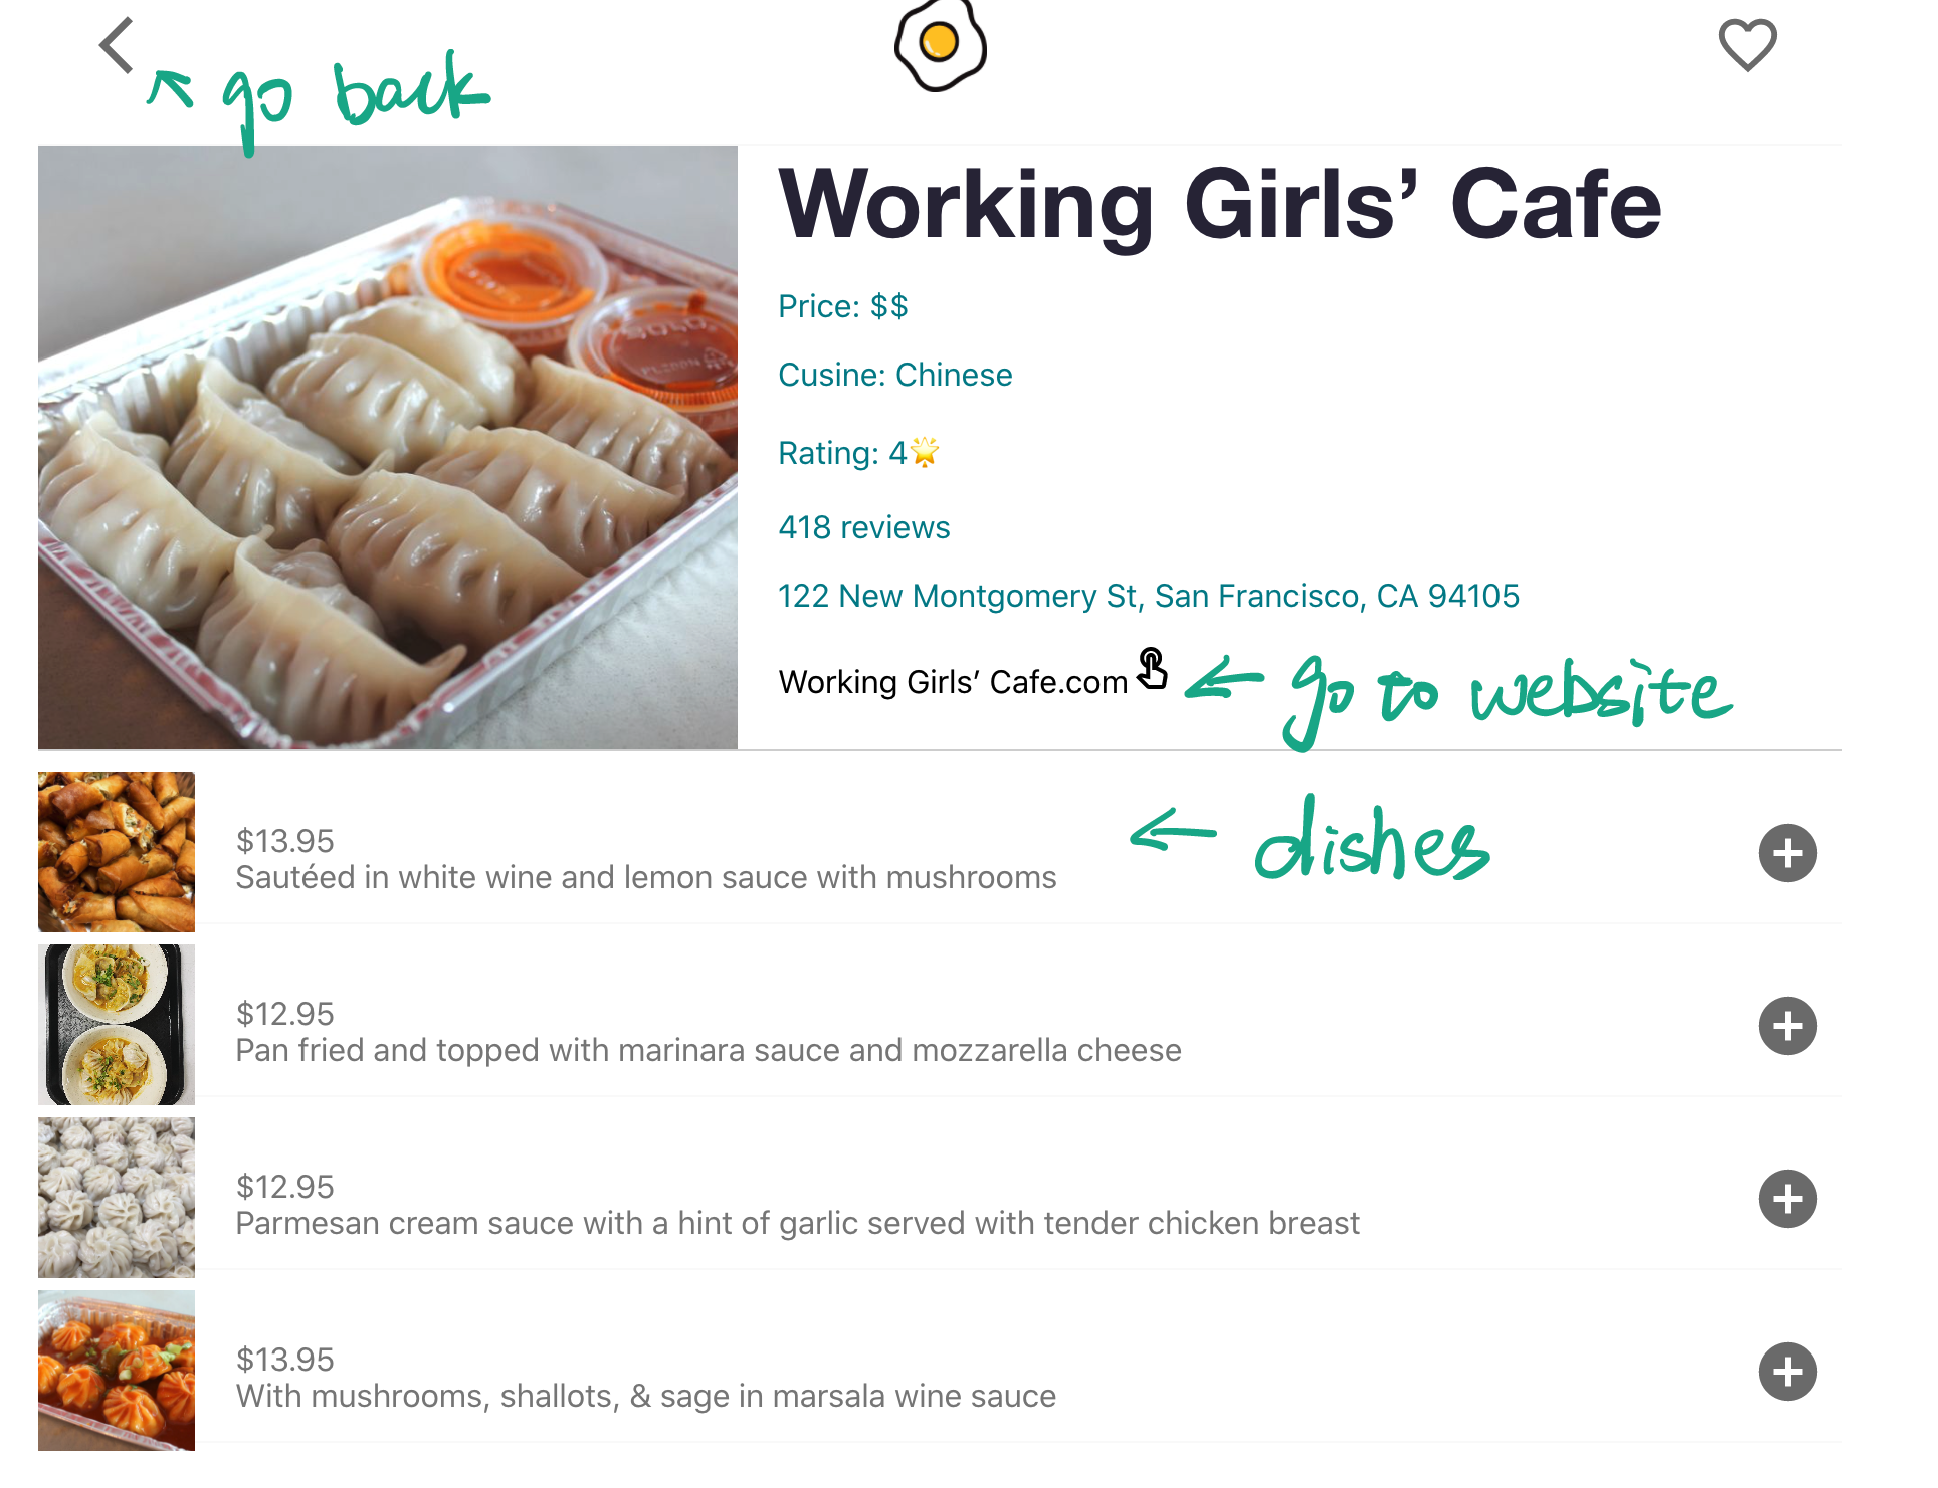 go back
Working Girls’ Cafe
Price: $$
Cusine: Chinese
Rating: 4🌟
418 reviews
122 New Montgomery St, San Francisco, CA 94105
Working Girls’ Cafe.com
go to website
$13.95
Sautéed in white wine and lemon sauce with mushrooms
dishes
$12.95
Pan fried and topped with marinara sauce and mozzarella cheese
$12.95
Parmesan cream sauce with a hint of garlic served with tender chicken breast
$13.95
With mushrooms, shallots, & sage in marsala wine sauce